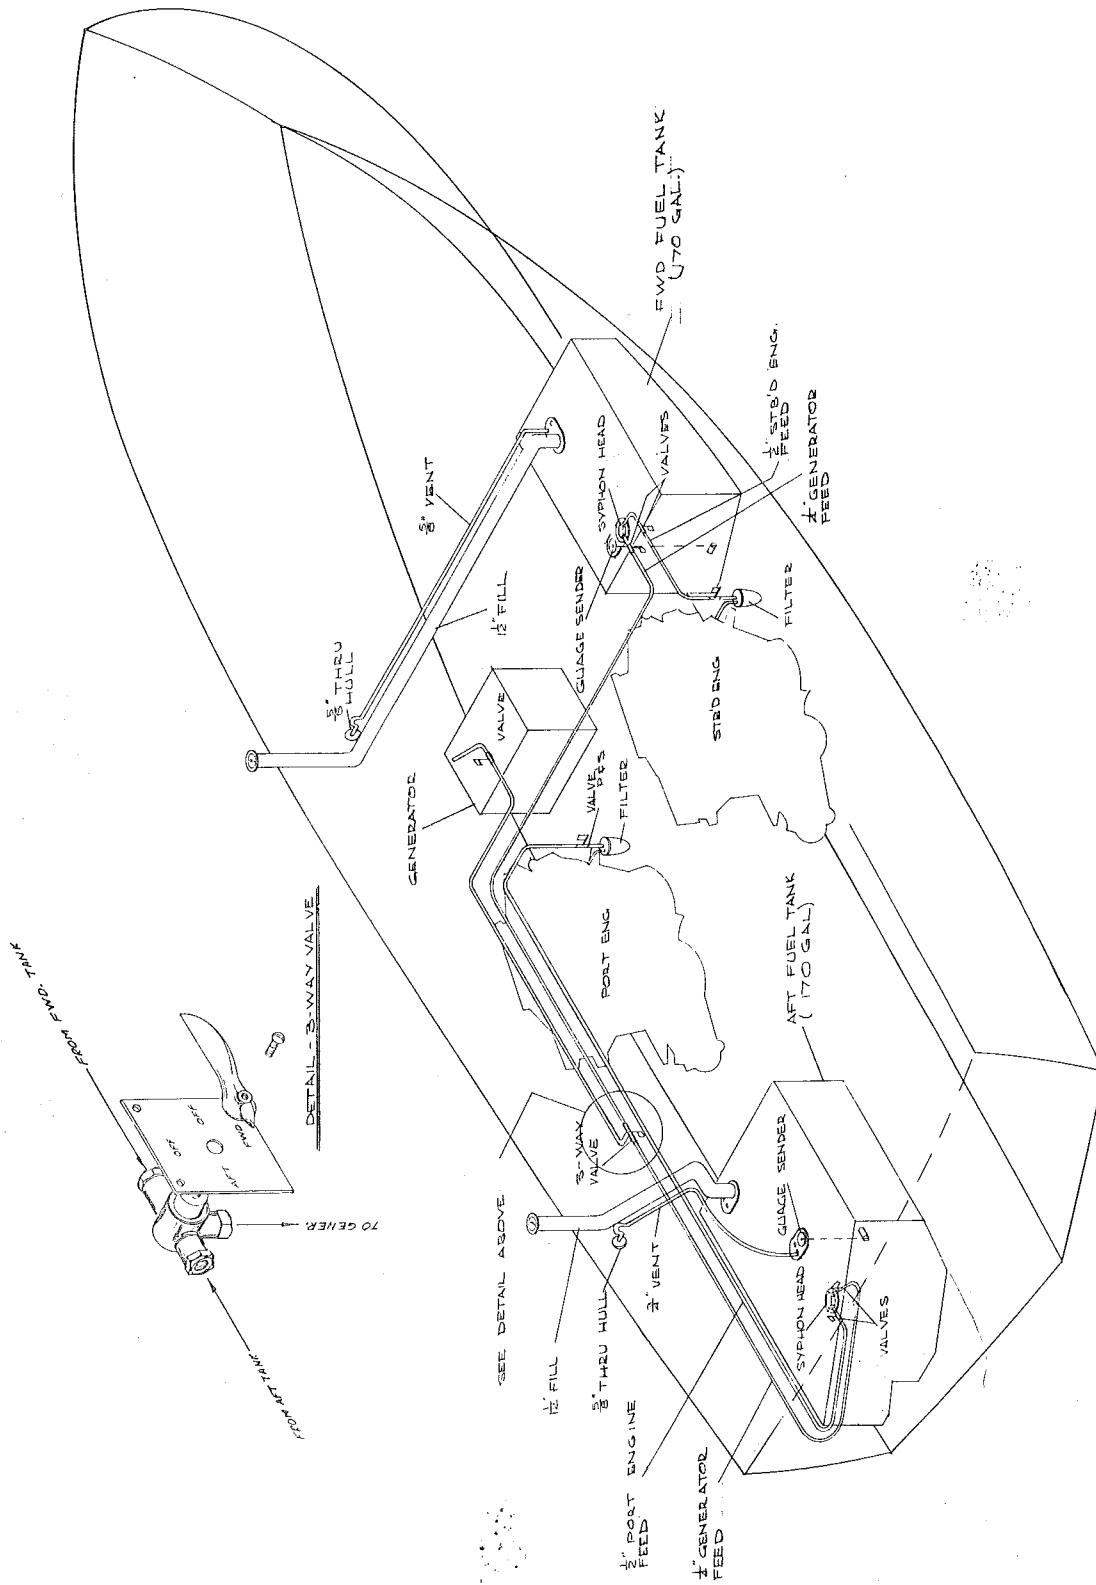 FROM FWD. TANK
OFF
OFF
AFT
FWD
TO GENER.
FROM AFT TANK
DETAIL - 3-WAY VALVE
SEE DETAIL ABOVE
1 1/2" FILL
5/8" THRU HULL
3/4" VENT
1/2" PORT ENGINE
FEED
1/4" GENERATOR
FEED
3-WAY
VALVE
GENERATOR
VALVE
5/8" THRU
HULL
5/8" VENT
1 1/2" FILL
GUAGE SENDER
SYPHON HEAD
VALVES
FWD FUEL TANK
(170 GAL.)
1/2" STB'D ENG.
FEED
1/4" GENERATOR
FEED
FILTER
STB'D ENG
VALVE
P & S
FILTER
PORT ENG
AFT FUEL TANK
(170 GAL)
GUAGE SENDER
SYPHON HEAD
VALVES